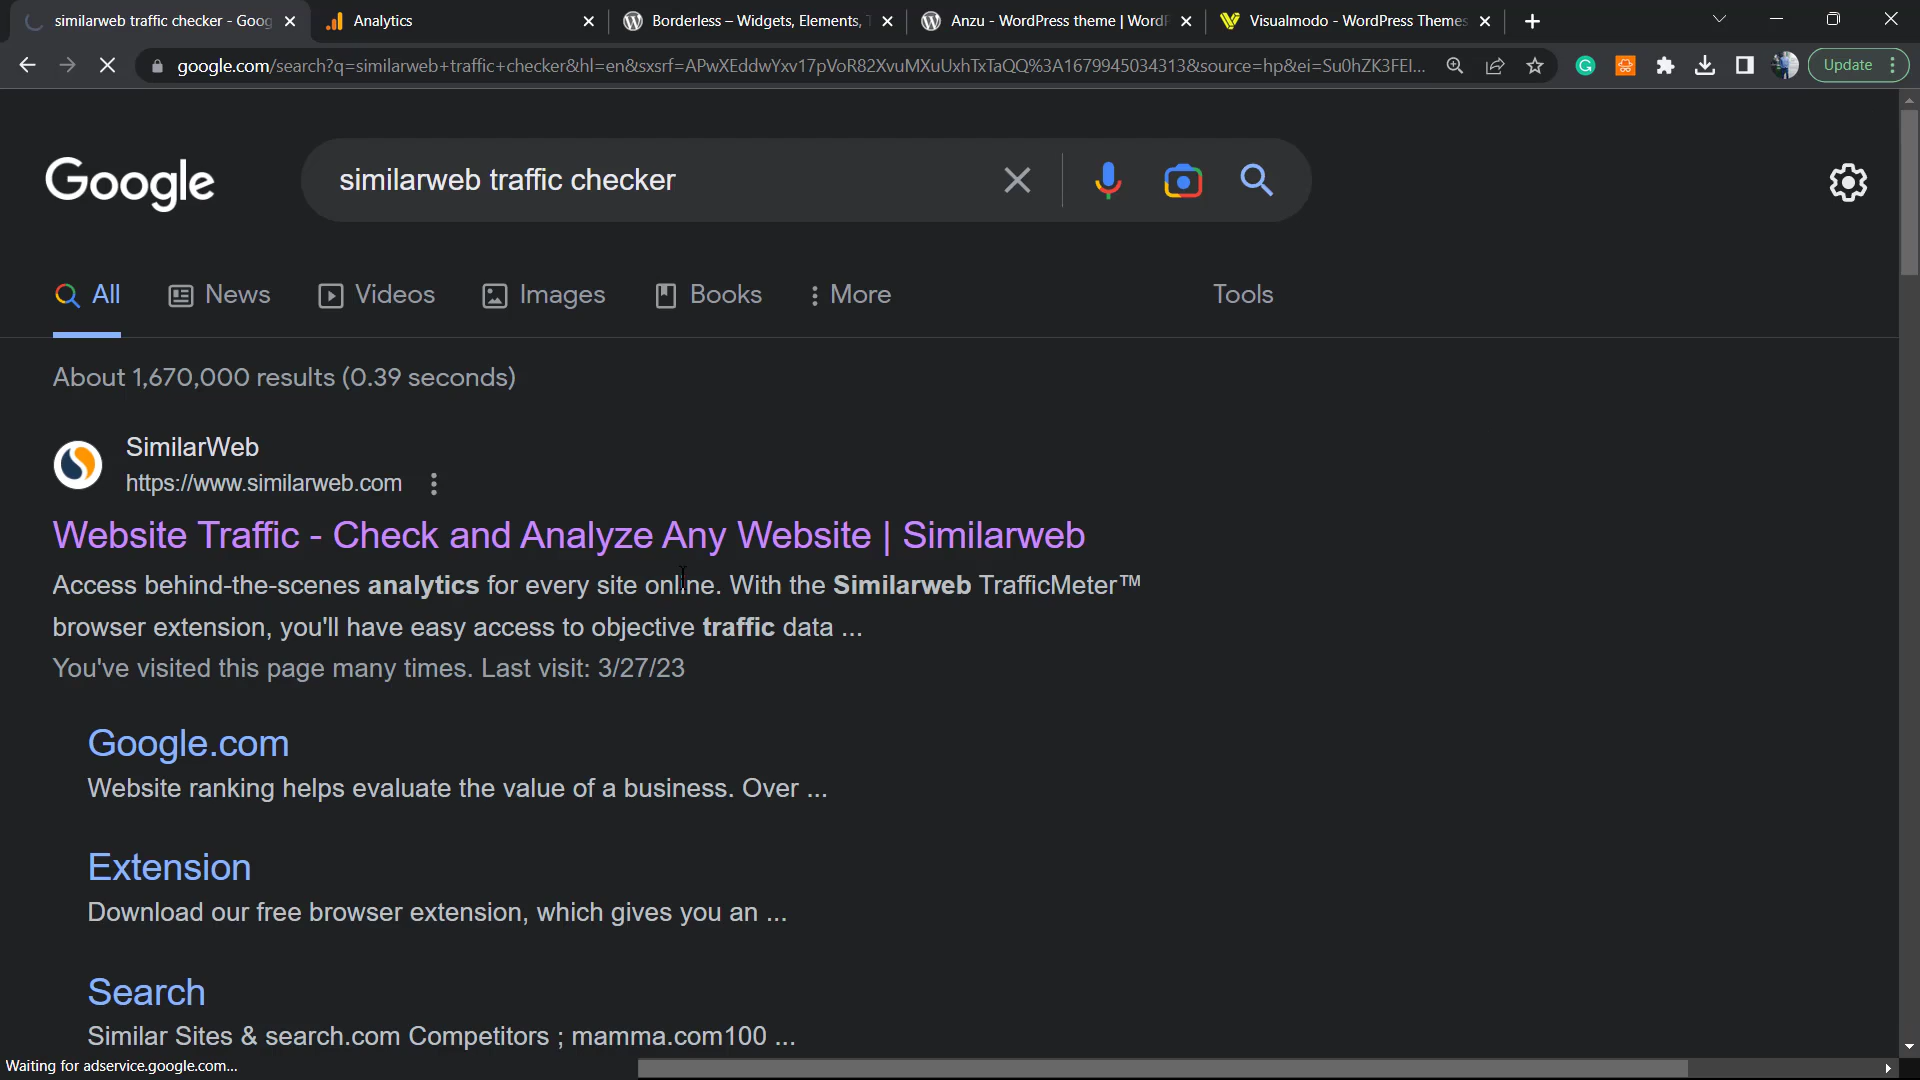 similarweb traffic checker - Goog
Analytics
Borderless – Widgets, Elements, T
Anzu - WordPress theme | WordP
Visualmodo - WordPress Themes
google.com/search?q=similarweb+traffic+checker&hl=en&sxsrf=APwXEddwYxv17pVoR82XvuMXuUxhTxTaQQ%3A1679945034313&source=hp&ei=Su0hZK3FEI...
Update
Google
similarweb traffic checker
All
News
Videos
Images
Books
More
Tools
About 1,670,000 results (0.39 seconds)
SimilarWeb
https://www.similarweb.com
Website Traffic - Check and Analyze Any Website | Similarweb
Access behind-the-scenes analytics for every site online. With the Similarweb TrafficMeter™
browser extension, you'll have easy access to objective traffic data ...
You've visited this page many times. Last visit: 3/27/23
Google.com
Website ranking helps evaluate the value of a business. Over ...
Extension
Download our free browser extension, which gives you an ...
Search
Similar Sites & search.com Competitors ; mamma.com100 ...
Waiting for adservice.google.com...